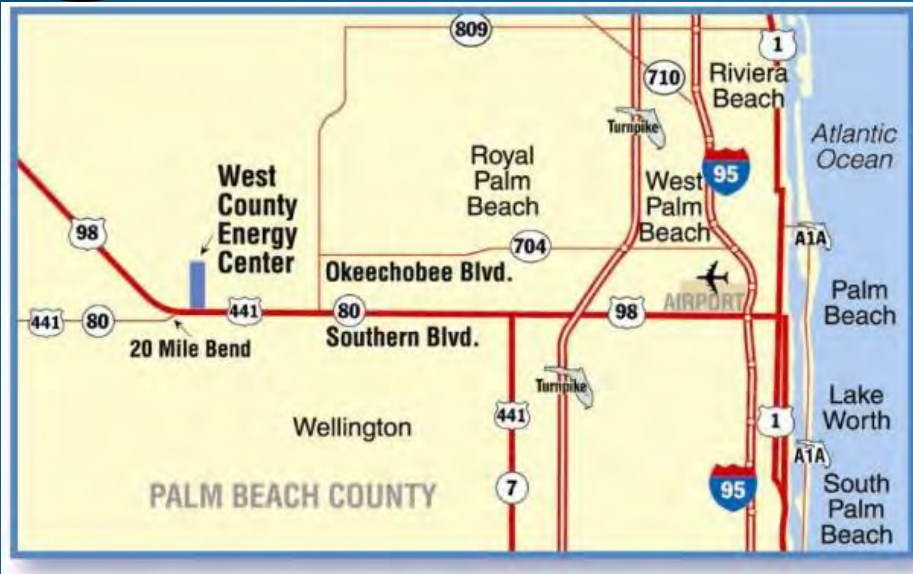 809
1
710
Riviera
Beach
Turnpike
Atlantic
Ocean
Royal
Palm
Beach
West
County
Energy
Center
95
West
Palm
Beach
98
704
A1A
Okeechobee Blvd.
AIRPORT
Palm
Beach
441
80
441
80
98
Southern Blvd.
20 Mile Bend
Turnpike
Lake
Worth
441
1
Wellington
A1A
7
95
PALM BEACH COUNTY
South
Palm
Beach